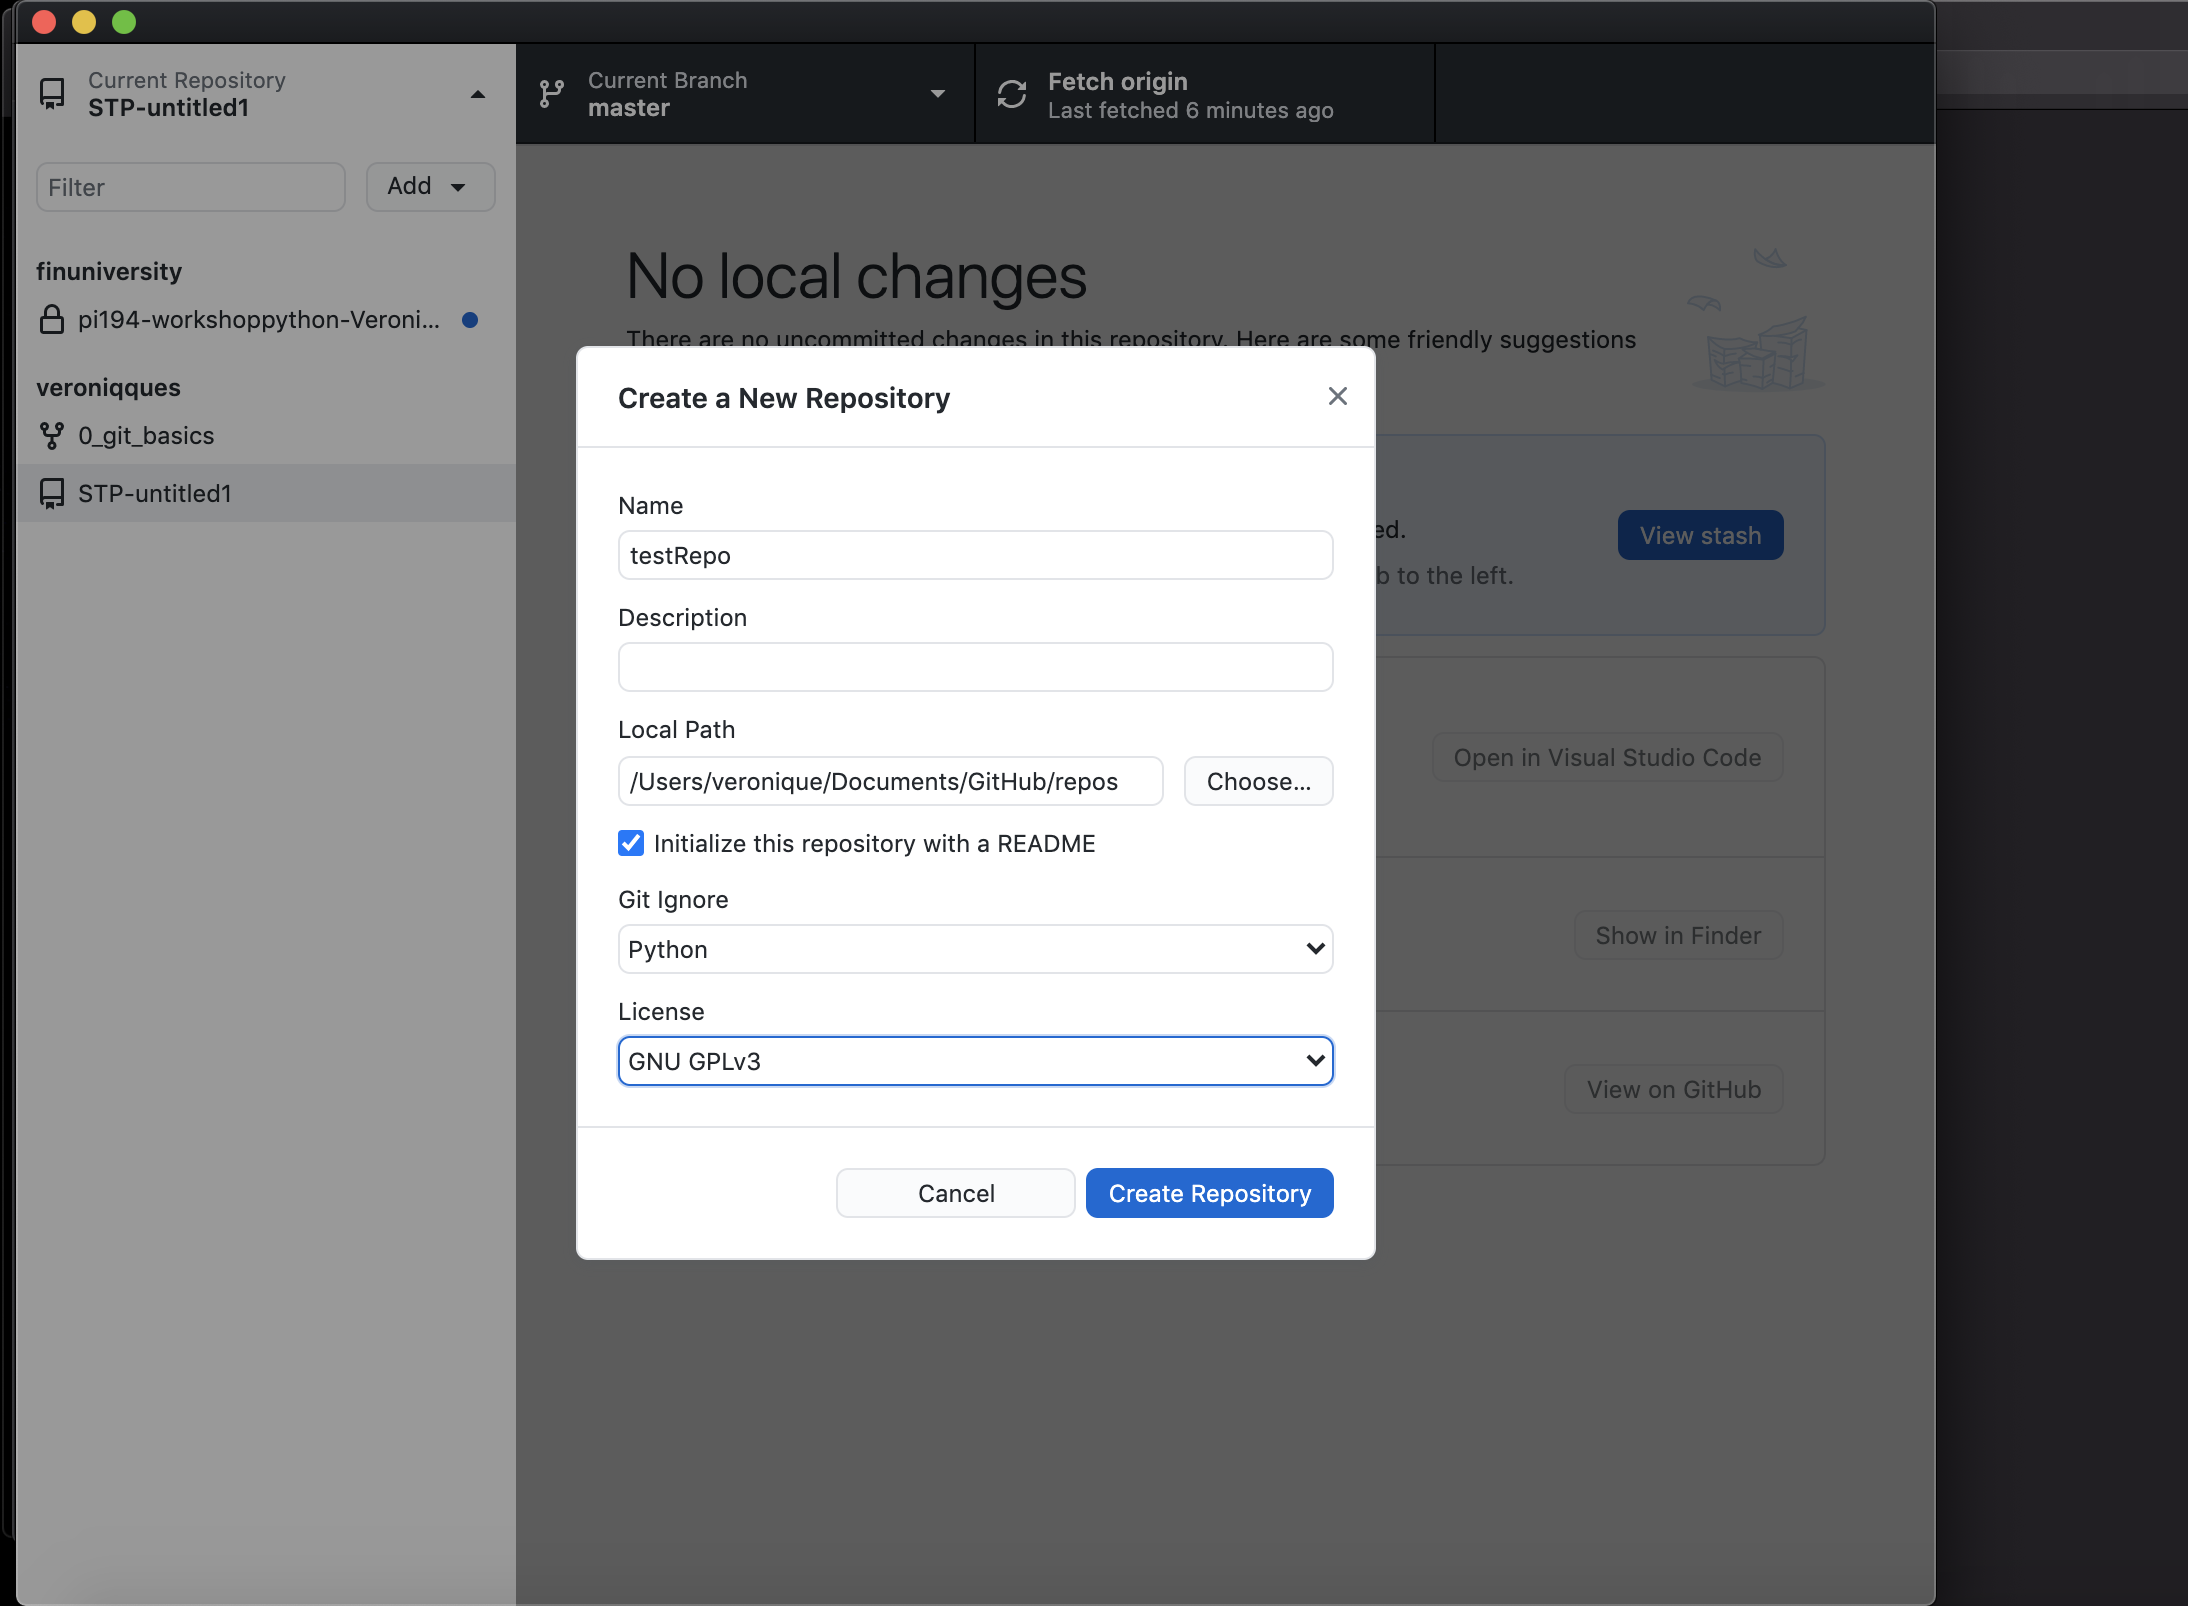 Current Repository
STP-untitled1
Current Branch
master
Fetch origin
Last fetched 6 minutes ago
Filter
Add
finuniversity
pi194-workshoppython-Veroni...
veroniqques
0_git_basics
STP-untitled1
No local changes
There are no uncommitted changes in this repository. Here are some friendly suggestions
ed.
b to the left.
View stash
Open in Visual Studio Code
Show in Finder
View on GitHub
Create a New Repository
Name
testRepo
Description
Local Path
/Users/veronique/Documents/GitHub/repos
Choose...
Initialize this repository with a README
Git Ignore
Python
License
GNU GPLv3
Cancel
Create Repository